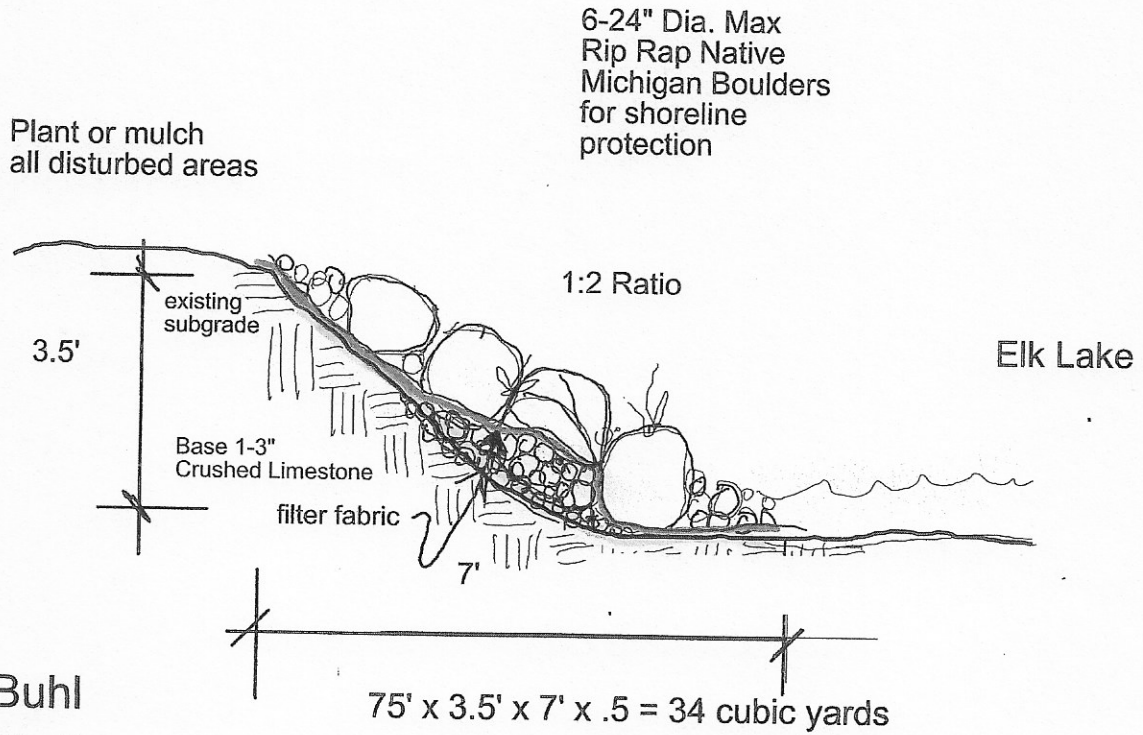 6-24" Dia. Max
Rip Rap Native
Michigan Boulders
for shoreline
protection
Plant or mulch
all disturbed areas
1:2 Ratio
existing
subgrade
3.5'
Elk Lake
Base 1-3"
Crushed Limestone
filter fabric
7'
Buhl
75' x 3.5' x 7' x .5 = 34 cubic yards